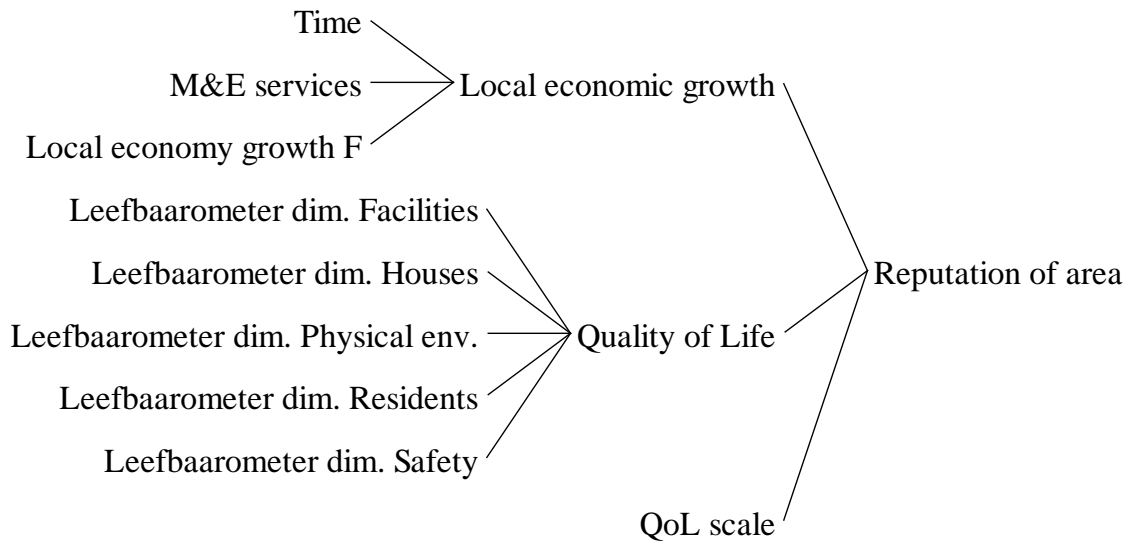 Time
M&E services
Local economic growth
Local economy growth F
Leefbaarometer dim. Facilities
Leefbaarometer dim. Houses
Reputation of area
Leefbaarometer dim. Physical env.
Quality of Life
Leefbaarometer dim. Residents
Leefbaarometer dim. Safety
QoL scale